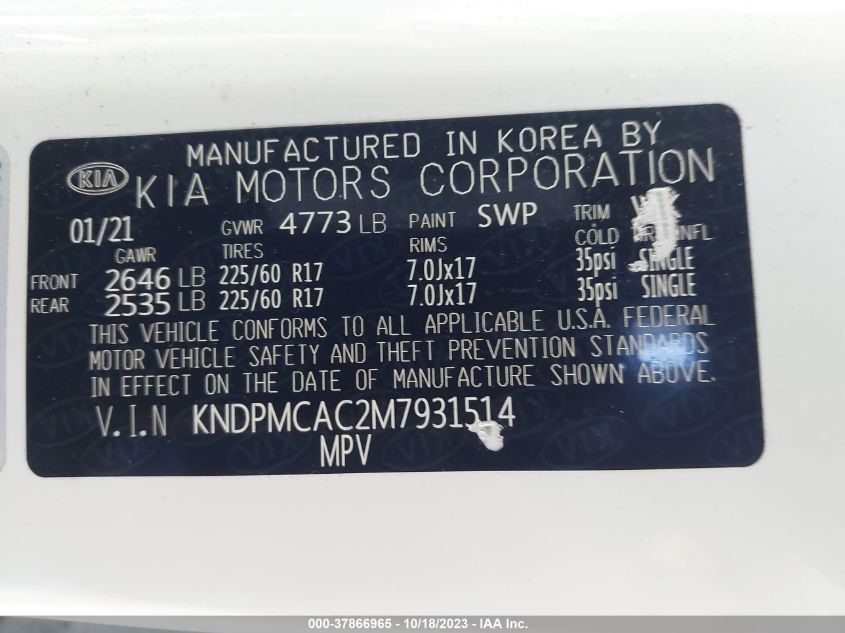 MANUFACTURED IN KOREA BY
KIA KIA MOTORS CORPORATION
01/21 GVWR 4773 LB PAINT SWP TRIM
GAWR TIRES RIMS COLD INFL
FRONT 2646 LB 225/60 R17 7.0Jx17 35psi SINGLE
REAR 2535 LB 225/60 R17 7.0Jx17 35psi SINGLE
THIS VEHICLE CONFORMS TO ALL APPLICABLE U.S.A. FEDERAL
MOTOR VEHICLE SAFETY AND THEFT PREVENTION STANDARDS
IN EFFECT ON THE DATE OF MANUFACTURE SHOWN ABOVE.
V.I.N KNDPMCAC2M7931514
MPV
000-37866965 - 10/18/2023 - IAA Inc.